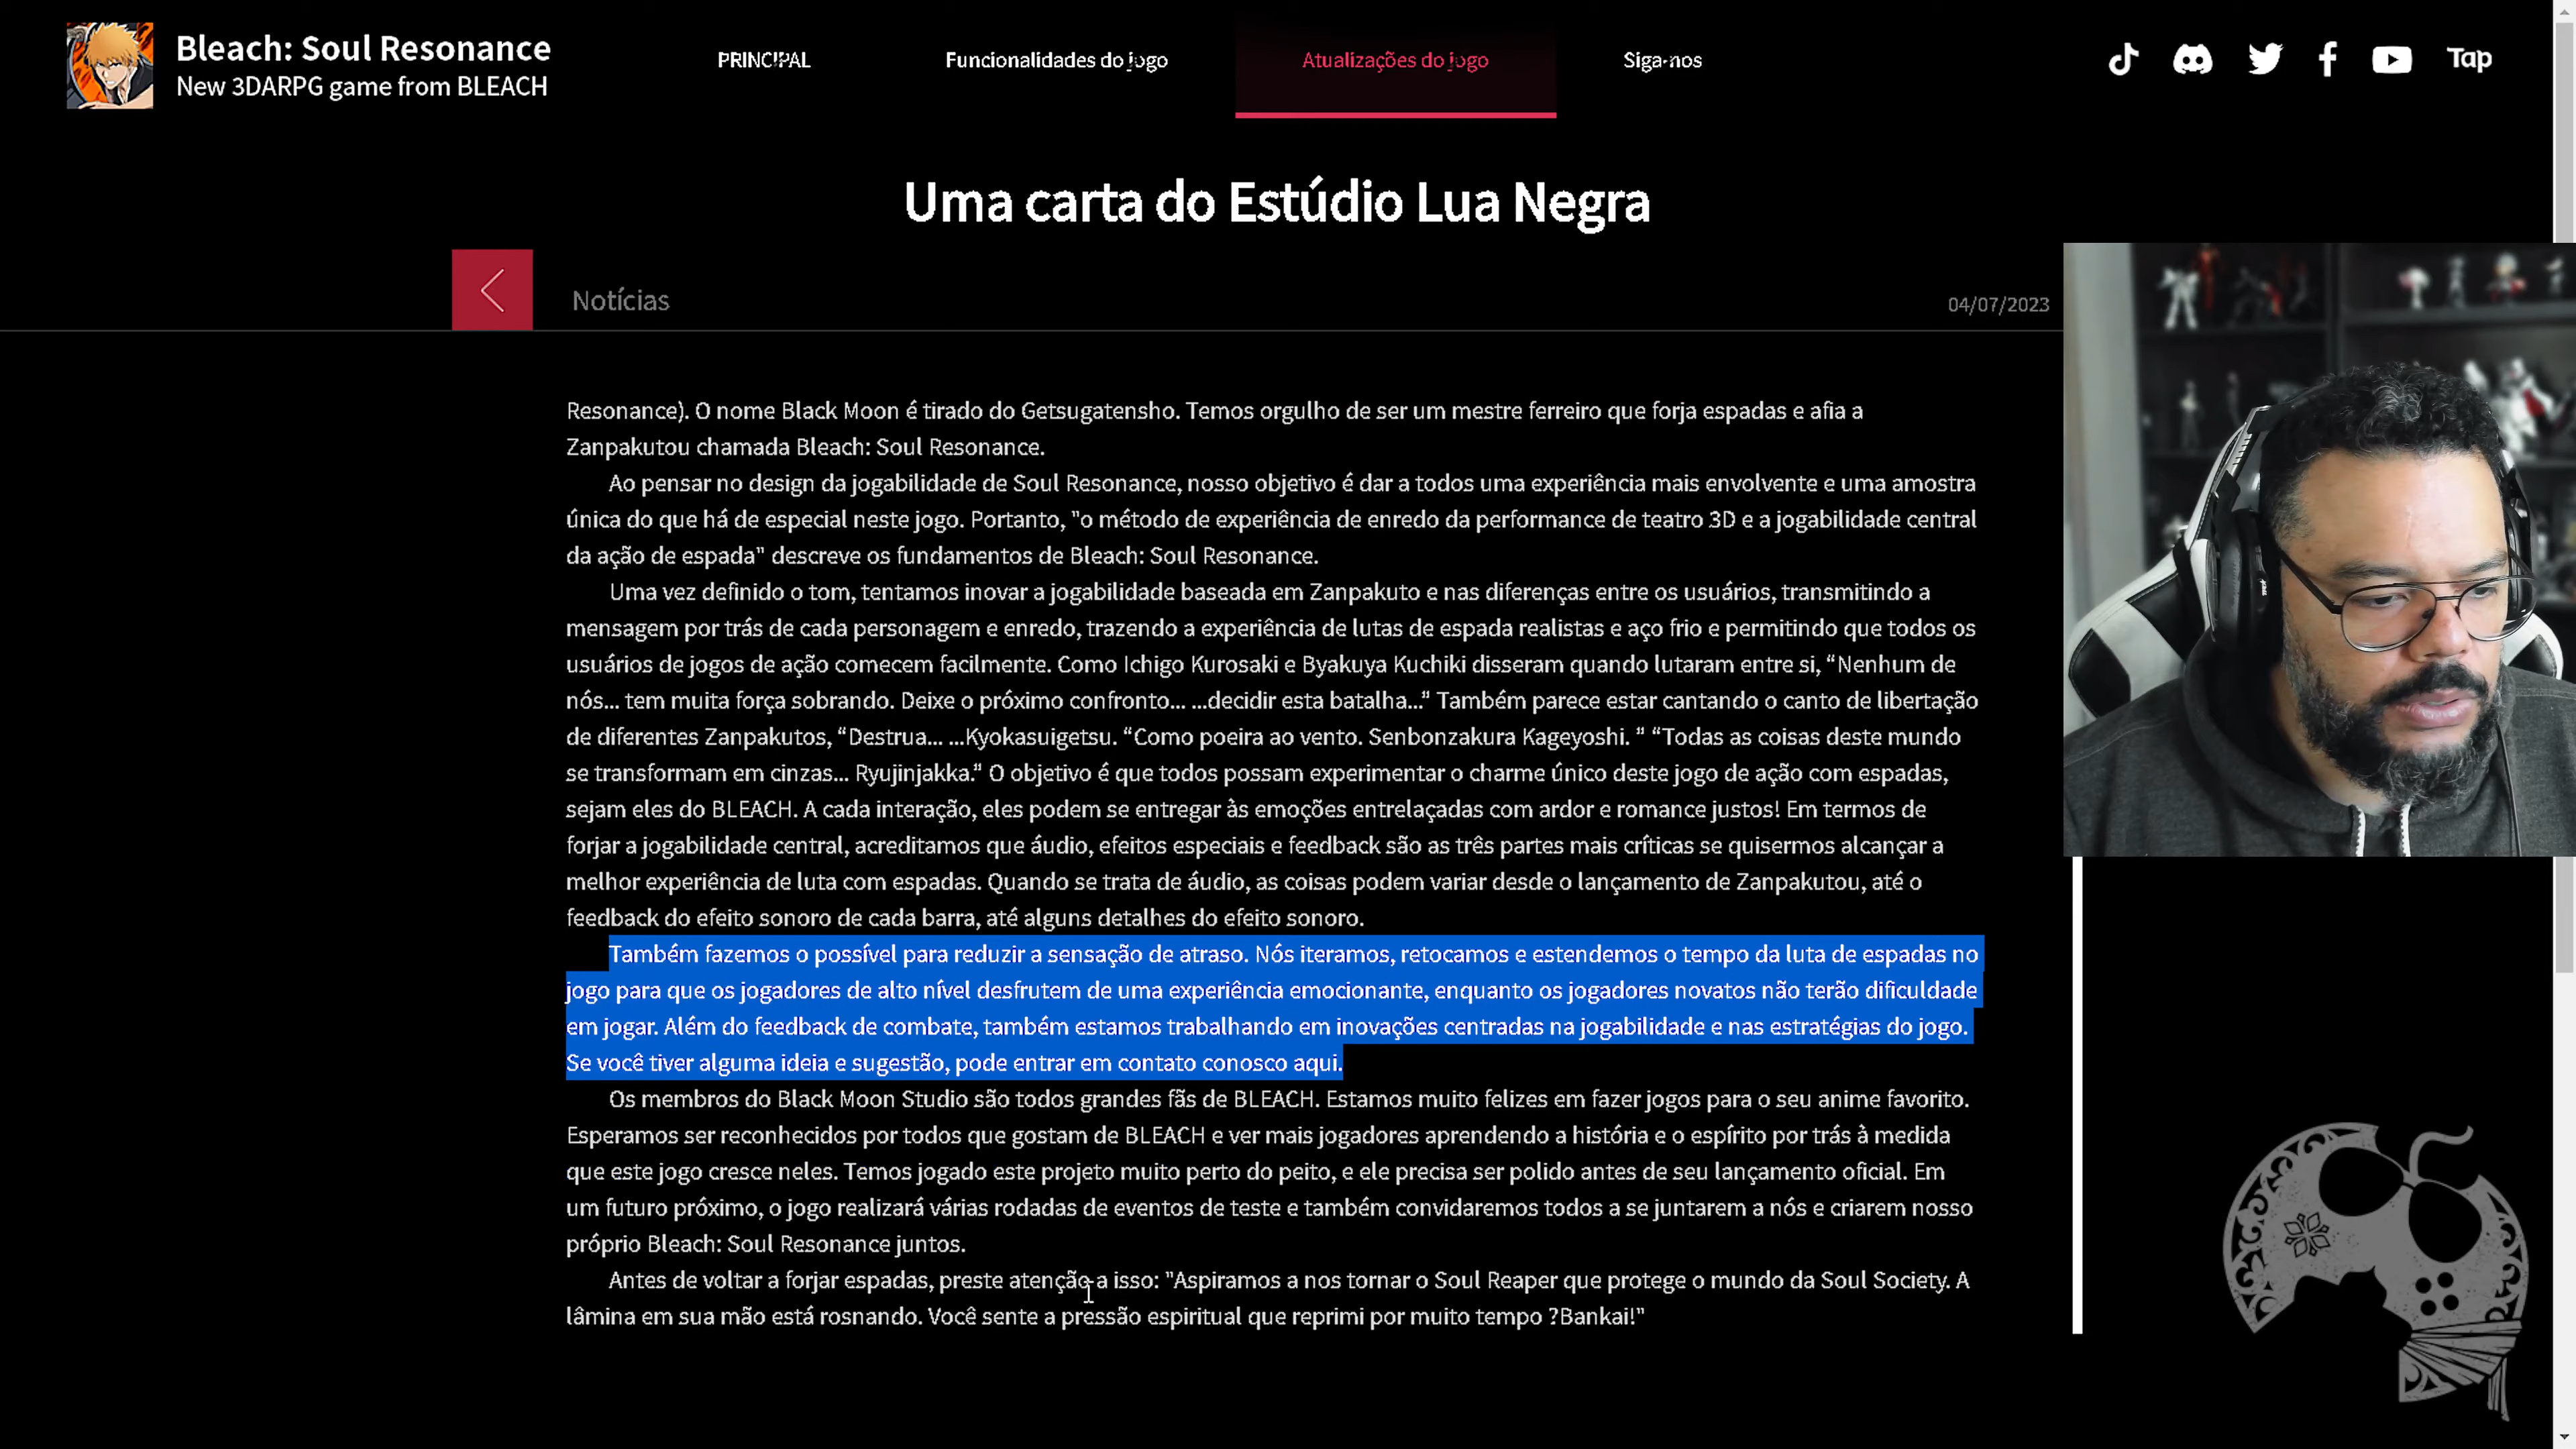 Bleach: Soul Resonance
New 3DARPG game from BLEACH
PRINCIPAL
Funcionalidades do jogo
Atualizações do jogo
Siga-nos
Tap
Uma carta do Estúdio Lua Negra
Notícias
04/07/2023
Resonance). O nome Black Moon é tirado do Getsugatensho. Temos orgulho de ser um mestre ferreiro que forja espadas e afia a
Zanpakutou chamada Bleach: Soul Resonance.
Ao pensar no design da jogabilidade de Soul Resonance, nosso objetivo é dar a todos uma experiência mais envolvente e uma amostra
única do que há de especial neste jogo. Portanto, "o método de experiência de enredo da performance de teatro 3D e a jogabilidade central
da ação de espada" descreve os fundamentos de Bleach: Soul Resonance.
Uma vez definido o tom, tentamos inovar a jogabilidade baseada em Zanpakuto e nas diferenças entre os usuários, transmitindo a
mensagem por trás de cada personagem e enredo, trazendo a experiência de lutas de espada realistas e aço frio e permitindo que todos os
usuários de jogos de ação comecem facilmente. Como Ichigo Kurosaki e Byakuya Kuchiki disseram quando lutaram entre si, “Nenhum de
nós... tem muita força sobrando. Deixe o próximo confronto... ...decidir esta batalha...” Também parece estar cantando o canto de libertação
de diferentes Zanpakutos, “Destrua... ...Kyokasuigetsu. “Como poeira ao vento. Senbonzakura Kageyoshi. ” “Todas as coisas deste mundo
se transformam em cinzas... Ryujinjakka.” O objetivo é que todos possam experimentar o charme único deste jogo de ação com espadas,
sejam eles do BLEACH. A cada interação, eles podem se entregar às emoções entrelaçadas com ardor e romance justos! Em termos de
forjar a jogabilidade central, acreditamos que áudio, efeitos especiais e feedback são as três partes mais críticas se quisermos alcançar a
melhor experiência de luta com espadas. Quando se trata de áudio, as coisas podem variar desde o lançamento de Zanpakutou, até o
feedback do efeito sonoro de cada barra, até alguns detalhes do efeito sonoro.
Também fazemos o possível para reduzir a sensação de atraso. Nós iteramos, retocamos e estendemos o tempo da luta de espadas no
jogo para que os jogadores de alto nível desfrutem de uma experiência emocionante, enquanto os jogadores novatos não terão dificuldade
em jogar. Além do feedback de combate, também estamos trabalhando em inovações centradas na jogabilidade e nas estratégias do jogo.
Se você tiver alguma ideia e sugestão, pode entrar em contato conosco aqui.
Os membros do Black Moon Studio são todos grandes fãs de BLEACH. Estamos muito felizes em fazer jogos para o seu anime favorito.
Esperamos ser reconhecidos por todos que gostam de BLEACH e ver mais jogadores aprendendo a história e o espírito por trás à medida
que este jogo cresce neles. Temos jogado este projeto muito perto do peito, e ele precisa ser polido antes de seu lançamento oficial. Em
um futuro próximo, o jogo realizará várias rodadas de eventos de teste e também convidaremos todos a se juntarem a nós e criarem nosso
próprio Bleach: Soul Resonance juntos.
Antes de voltar a forjar espadas, preste atenção a isso: "Aspiramos a nos tornar o Soul Reaper que protege o mundo da Soul Society. A
lâmina em sua mão está rosnando. Você sente a pressão espiritual que reprimi por muito tempo ?Bankai!"